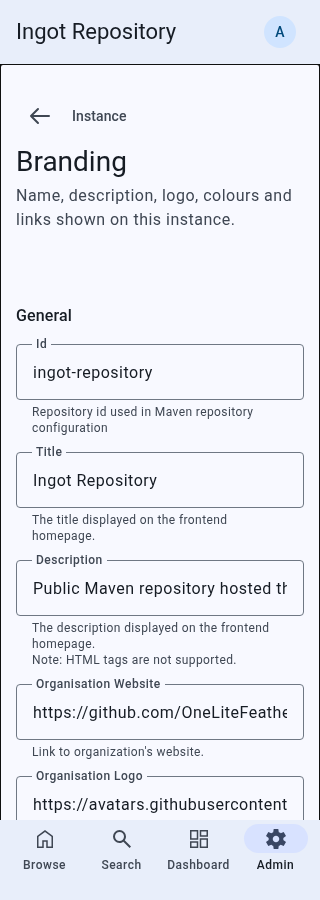 Ingot Repository
A
Instance
Branding
Name, description, logo, colours and
links shown on this instance.
General
Id
ingot-repository
Repository id used in Maven repository
configuration
Title
Ingot Repository
The title displayed on the frontend
homepage.
Description
Public Maven repository hosted th
The description displayed on the frontend
homepage.
Note: HTML tags are not supported.
Organisation Website
https://github.com/OneLiteFeathe
Link to organization's website.
Organisation Logo
https://avatars.githubusercontent
Browse
Search
Dashboard
Admin